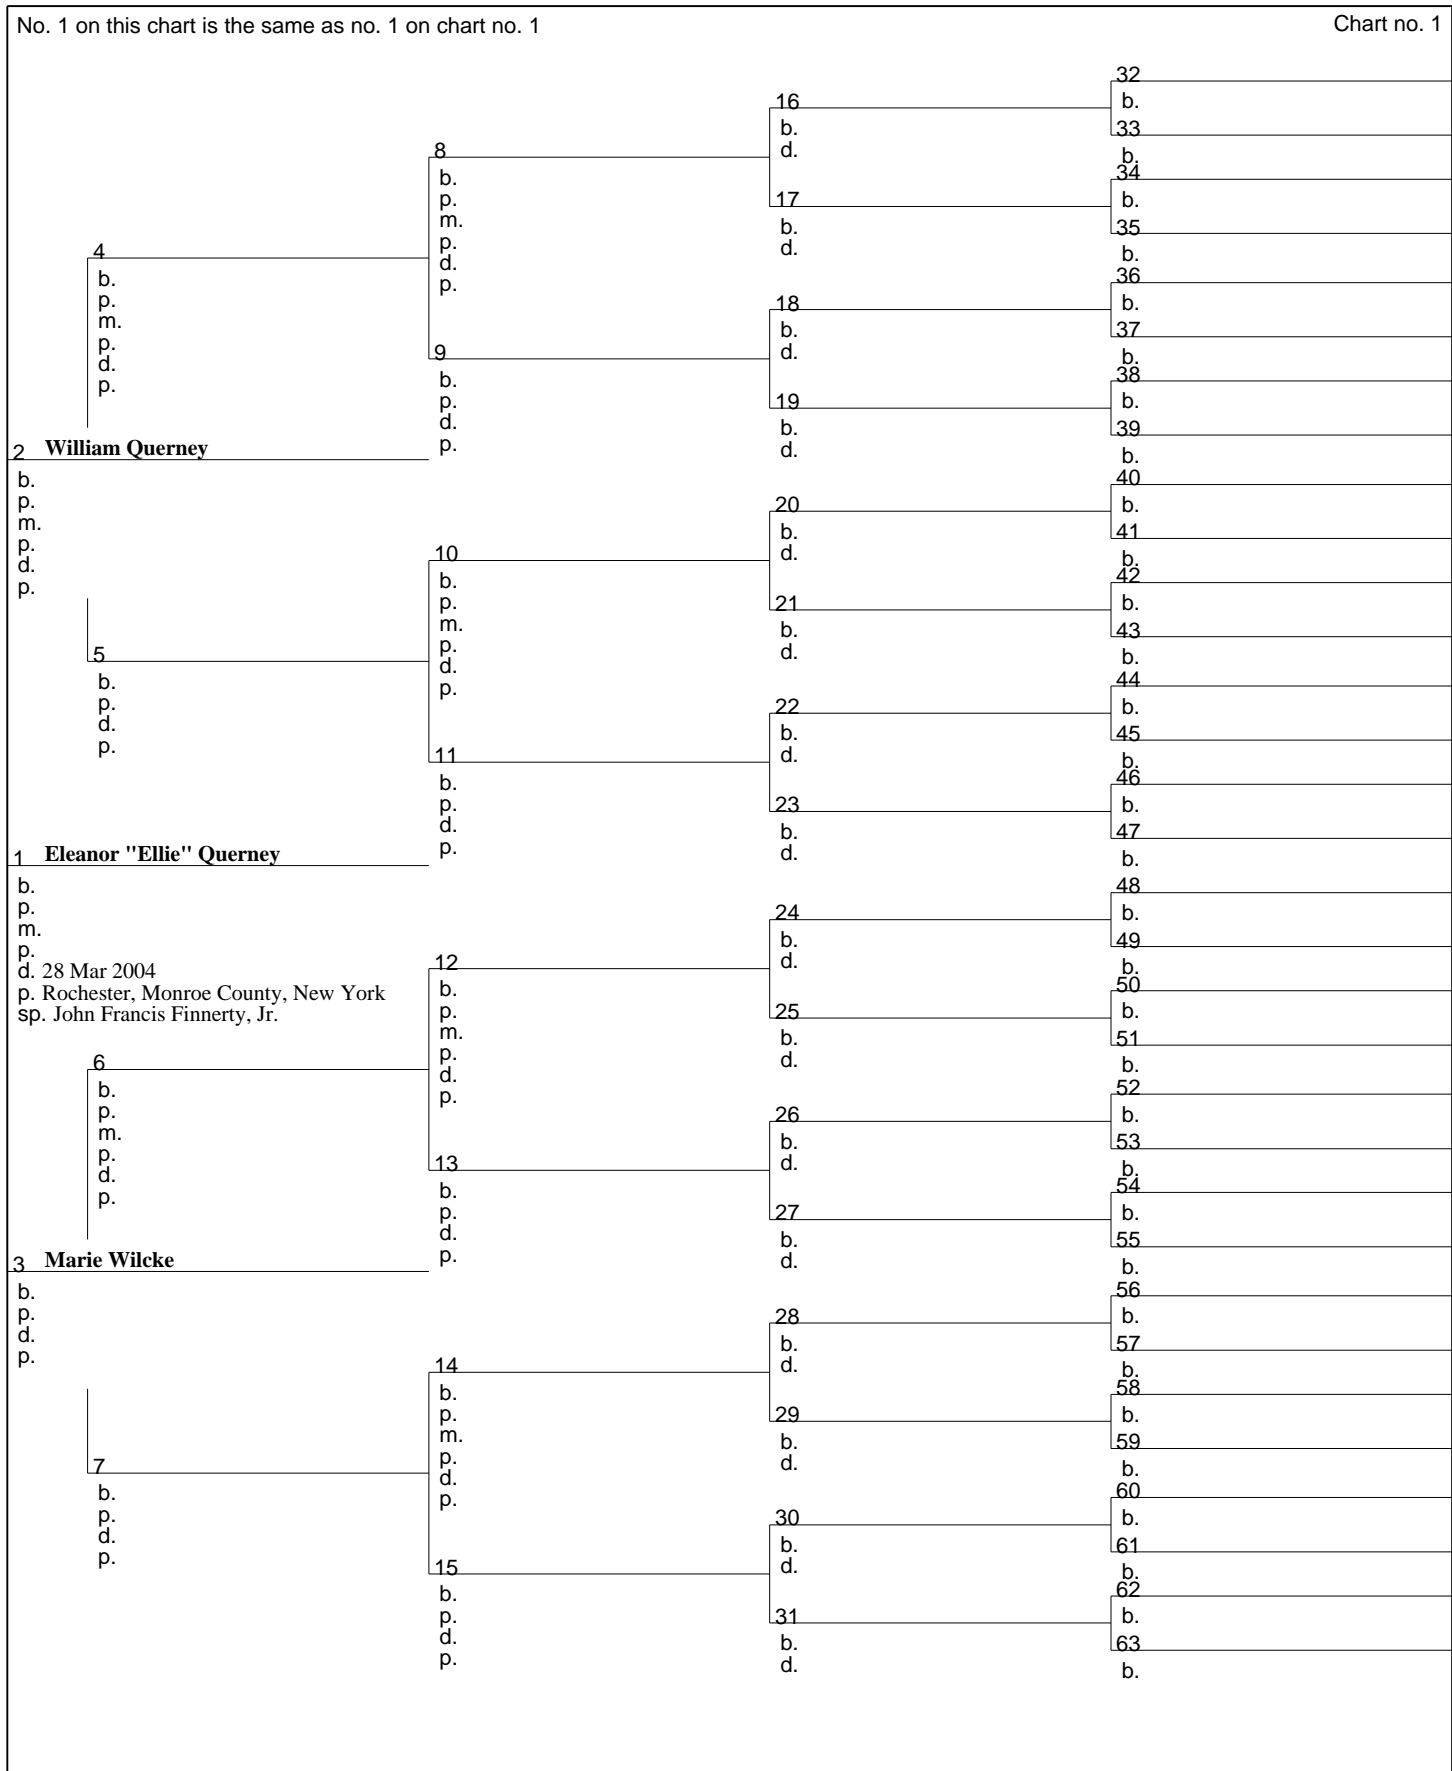 No. 1 on this chart is the same as no. 1 on chart no. 1
Chart no. 1
2 William Querney
b.
p.
m.
p.
d.
p.
1 Eleanor "Ellie" Querney
b.
p.
m.
p.
d. 28 Mar 2004
p. Rochester, Monroe County, New York
sp. John Francis Finnerty, Jr.
3 Marie Wilcke
b.
p.
d.
p.
4
b.
p.
m.
p.
d.
p.
5
b.
p.
d.
p.
6
b.
p.
m.
p.
d.
p.
7
b.
p.
d.
p.
8
b.
p.
m.
p.
d.
p.
9
b.
p.
d.
p.
10
b.
p.
m.
p.
d.
p.
11
b.
p.
d.
p.
12
b.
p.
m.
p.
d.
p.
13
b.
p.
d.
p.
14
b.
p.
m.
p.
d.
p.
15
b.
p.
d.
p.
16
b.
d.
17
b.
d.
18
b.
d.
19
b.
d.
20
b.
d.
21
b.
d.
22
b.
d.
23
b.
d.
24
b.
d.
25
b.
d.
26
b.
d.
27
b.
d.
28
b.
d.
29
b.
d.
30
b.
d.
31
b.
d.
32
b.
33
b.
34
b.
35
b.
36
b.
37
b.
38
b.
39
b.
40
b.
41
b.
42
b.
43
b.
44
b.
45
b.
46
b.
47
b.
48
b.
49
b.
50
b.
51
b.
52
b.
53
b.
54
b.
55
b.
56
b.
57
b.
58
b.
59
b.
60
b.
61
b.
62
b.
63
b.